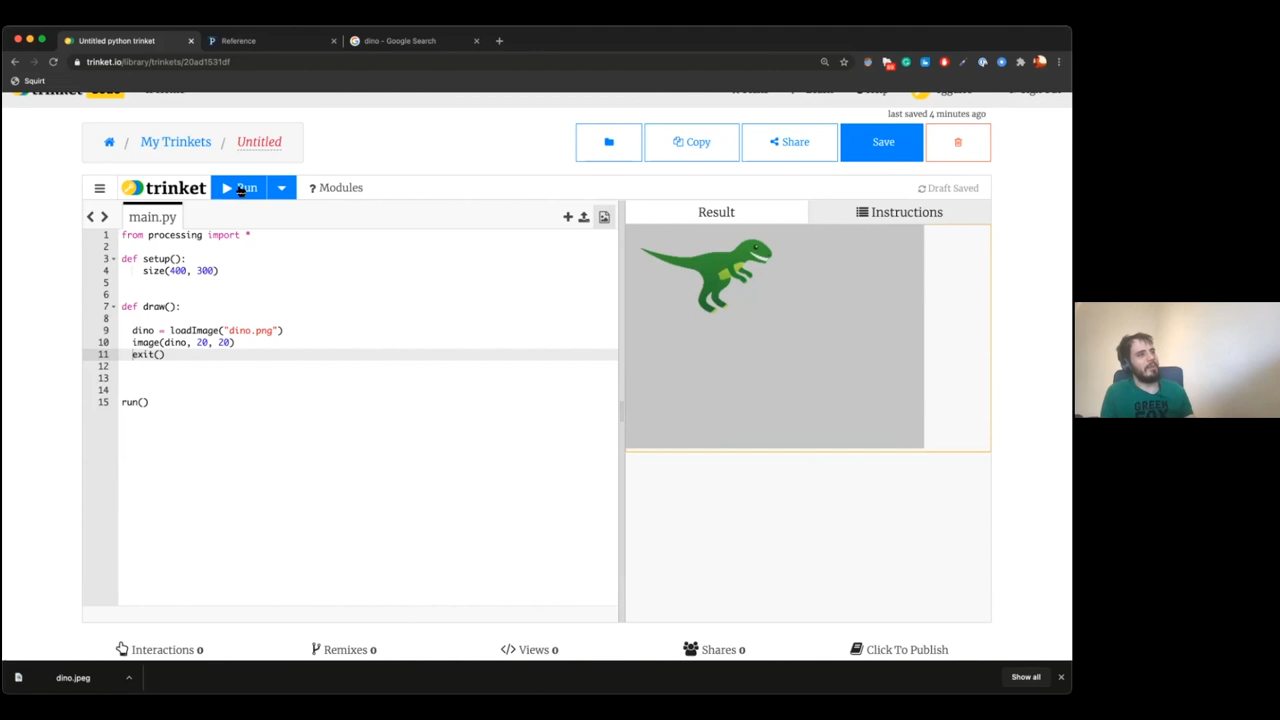 Untitled python trinket
Reference
dino - Google Search
trinket.io/library/trinkets/20ad1531df
Squirt
last saved 4 minutes ago
/ My Trinkets / Untitled
Copy
Share
Save
trinket
Run
? Modules
Draft Saved
main.py
Result
Instructions
1 from processing import *
2
3 def setup():
4 size(400, 300)
5
6
7 def draw():
8
9 dino = loadImage("dino.png")
10 image(dino, 20, 20)
11 exit()
12
13
14
15 run()
GREEN
FOX
Interactions 0
Remixes 0
Views 0
Shares 0
Click To Publish
dino.jpeg
Show all